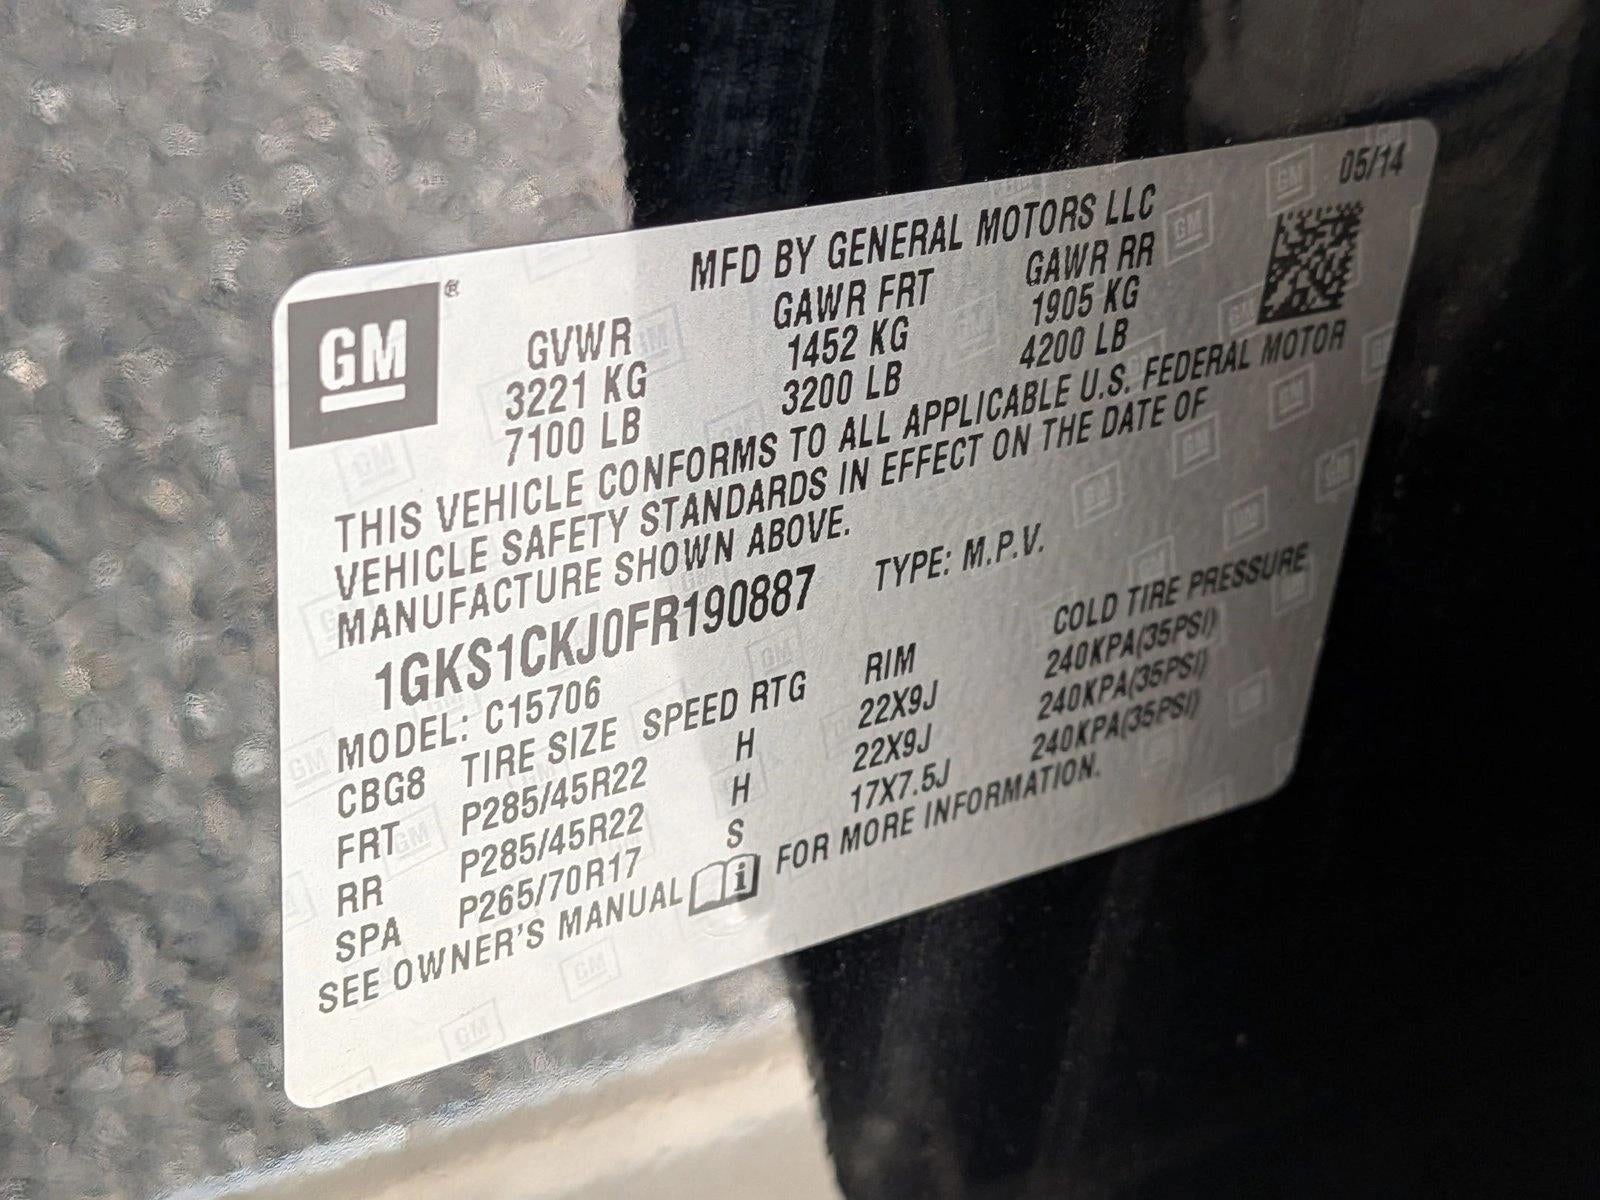 05/14
MFD BY GENERAL MOTORS LLC
GM ®
GVWR GAWR FRT GAWR RR
3221 KG 1452 KG 1905 KG
7100 LB 3200 LB 4200 LB
THIS VEHICLE CONFORMS TO ALL APPLICABLE U.S. FEDERAL MOTOR
VEHICLE SAFETY STANDARDS IN EFFECT ON THE DATE OF
MANUFACTURE SHOWN ABOVE.
1GKS1CKJ0FR190887 TYPE: M.P.V.
MODEL: C15706
CBG8 TIRE SIZE SPEED RTG RIM COLD TIRE PRESSURE
FRT P285/45R22 H 22X9J 240KPA(35PSI)
RR P285/45R22 H 22X9J 240KPA(35PSI)
SPA P265/70R17 S 17X7.5J 240KPA(35PSI)
SEE OWNER'S MANUAL FOR MORE INFORMATION.